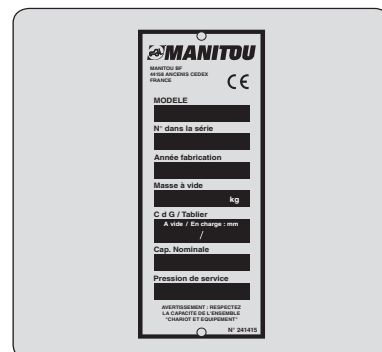 MANITOU
MANITOU BF
44158 ANCENIS CEDEX
FRANCE
CE
MODELE
N° dans la série
Année fabrication
Masse à vide
kg
C d G / Tablier
A vide / En charge : mm
/
Cap. Nominale
Pression de service
AVERTISSEMENT : RESPECTEZ
LA CAPACITE DE L'ENSEMBLE
"CHARIOT ET EQUIPEMENT"
N° 241415